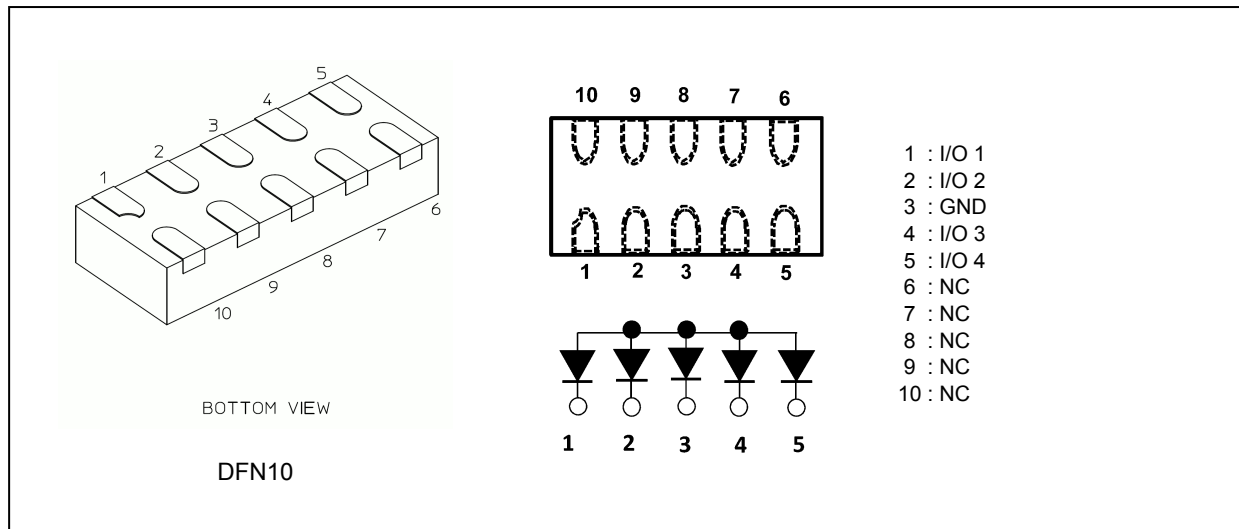 5
4
3
2
1
6
7
8
9
10
BOTTOM VIEW
DFN10
10 9 8 7 6
1 2 3 4 5
1 2 3 4 5
1 : I/O 1
2 : I/O 2
3 : GND
4 : I/O 3
5 : I/O 4
6 : NC
7 : NC
8 : NC
9 : NC
10 : NC